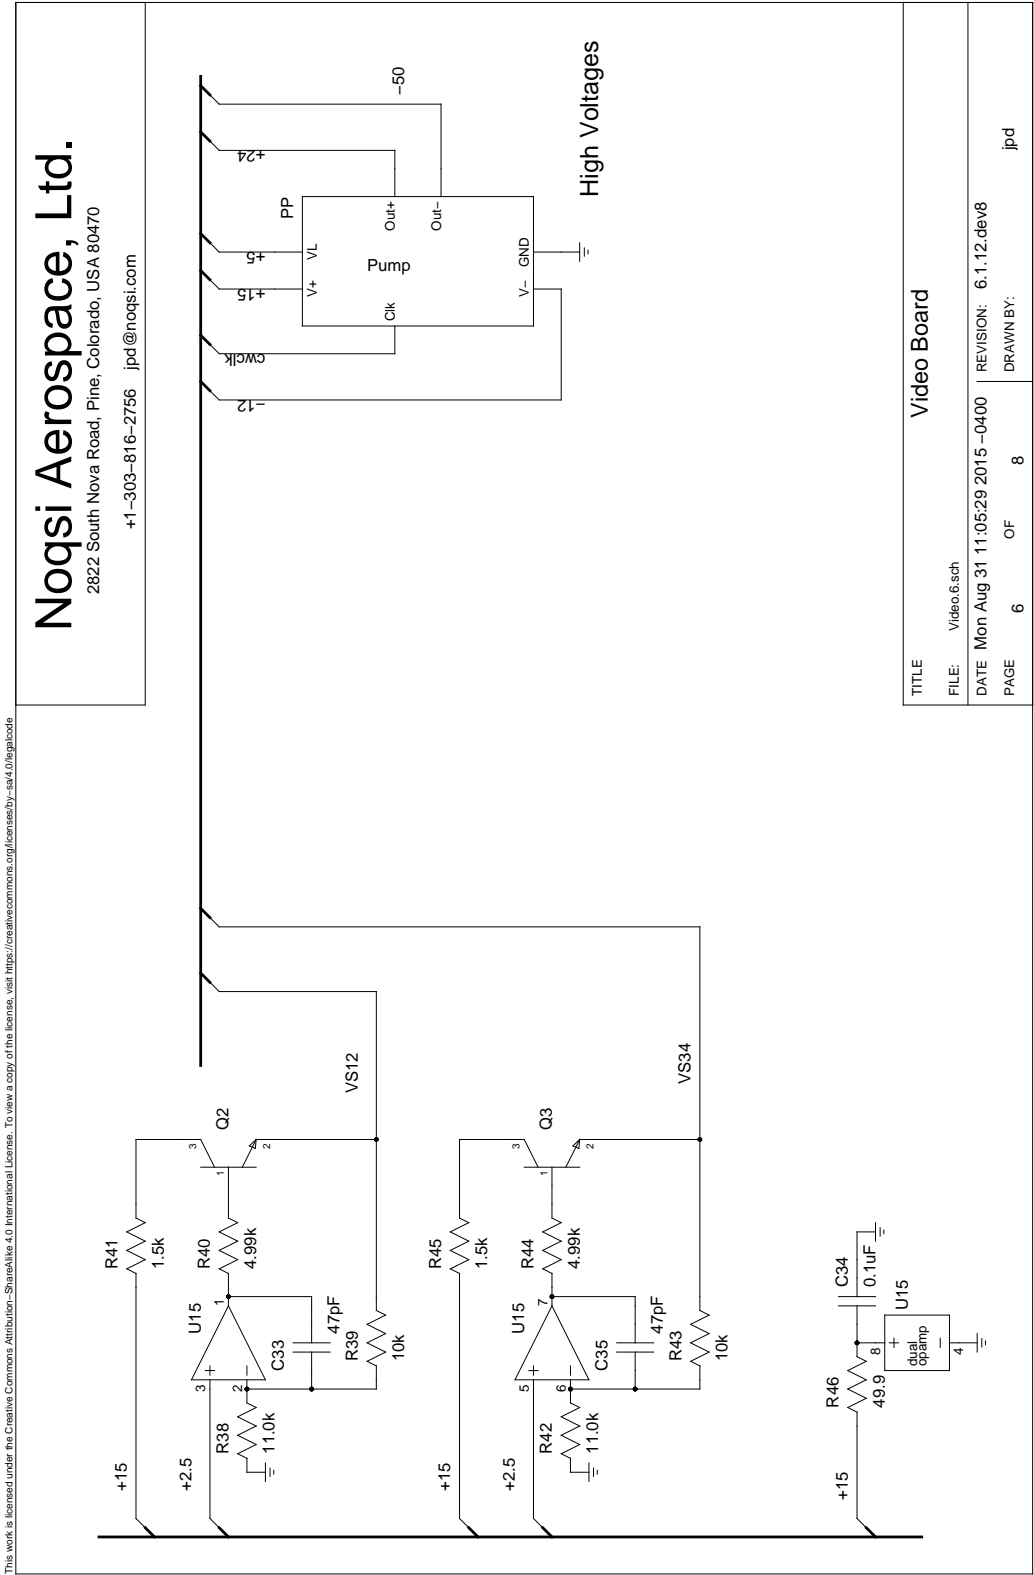 This work is licensed under the Creative Commons Attribution−ShareAlike 4.0 International License. To view a copy of the license, visit https://creativecommons.org/licenses/by−sa/4.0/legalcode
Noqsi Aerospace, Ltd.
2822 South Nova Road, Pine, Colorado, USA 80470
+1−303−816−2756 jpd@noqsi.com
+15
R41
1.5k
+2.5
3
2
+
−
U15
1
R40
4.99k
3
1
2
Q2
R38
11.0k
C33
47pF
R39
10k
VS12
+15
R45
1.5k
+2.5
5
6
+
−
U15
7
R44
4.99k
3
1
2
Q3
R42
11.0k
C35
47pF
R43
10k
VS34
+15
R46
49.9
C34
0.1uF
8
+
dual
opamp
−
4
U15
−12
cwclk
+15
+5
+24
−50
PP
V+
VL
Clk
Pump
Out+
Out−
V−
GND
High Voltages
TITLE
Video Board
FILE: Video.6.sch
DATE Mon Aug 31 11:05:29 2015 −0400
REVISION: 6.1.12.dev8
PAGE 6 OF 8
DRAWN BY: jpd